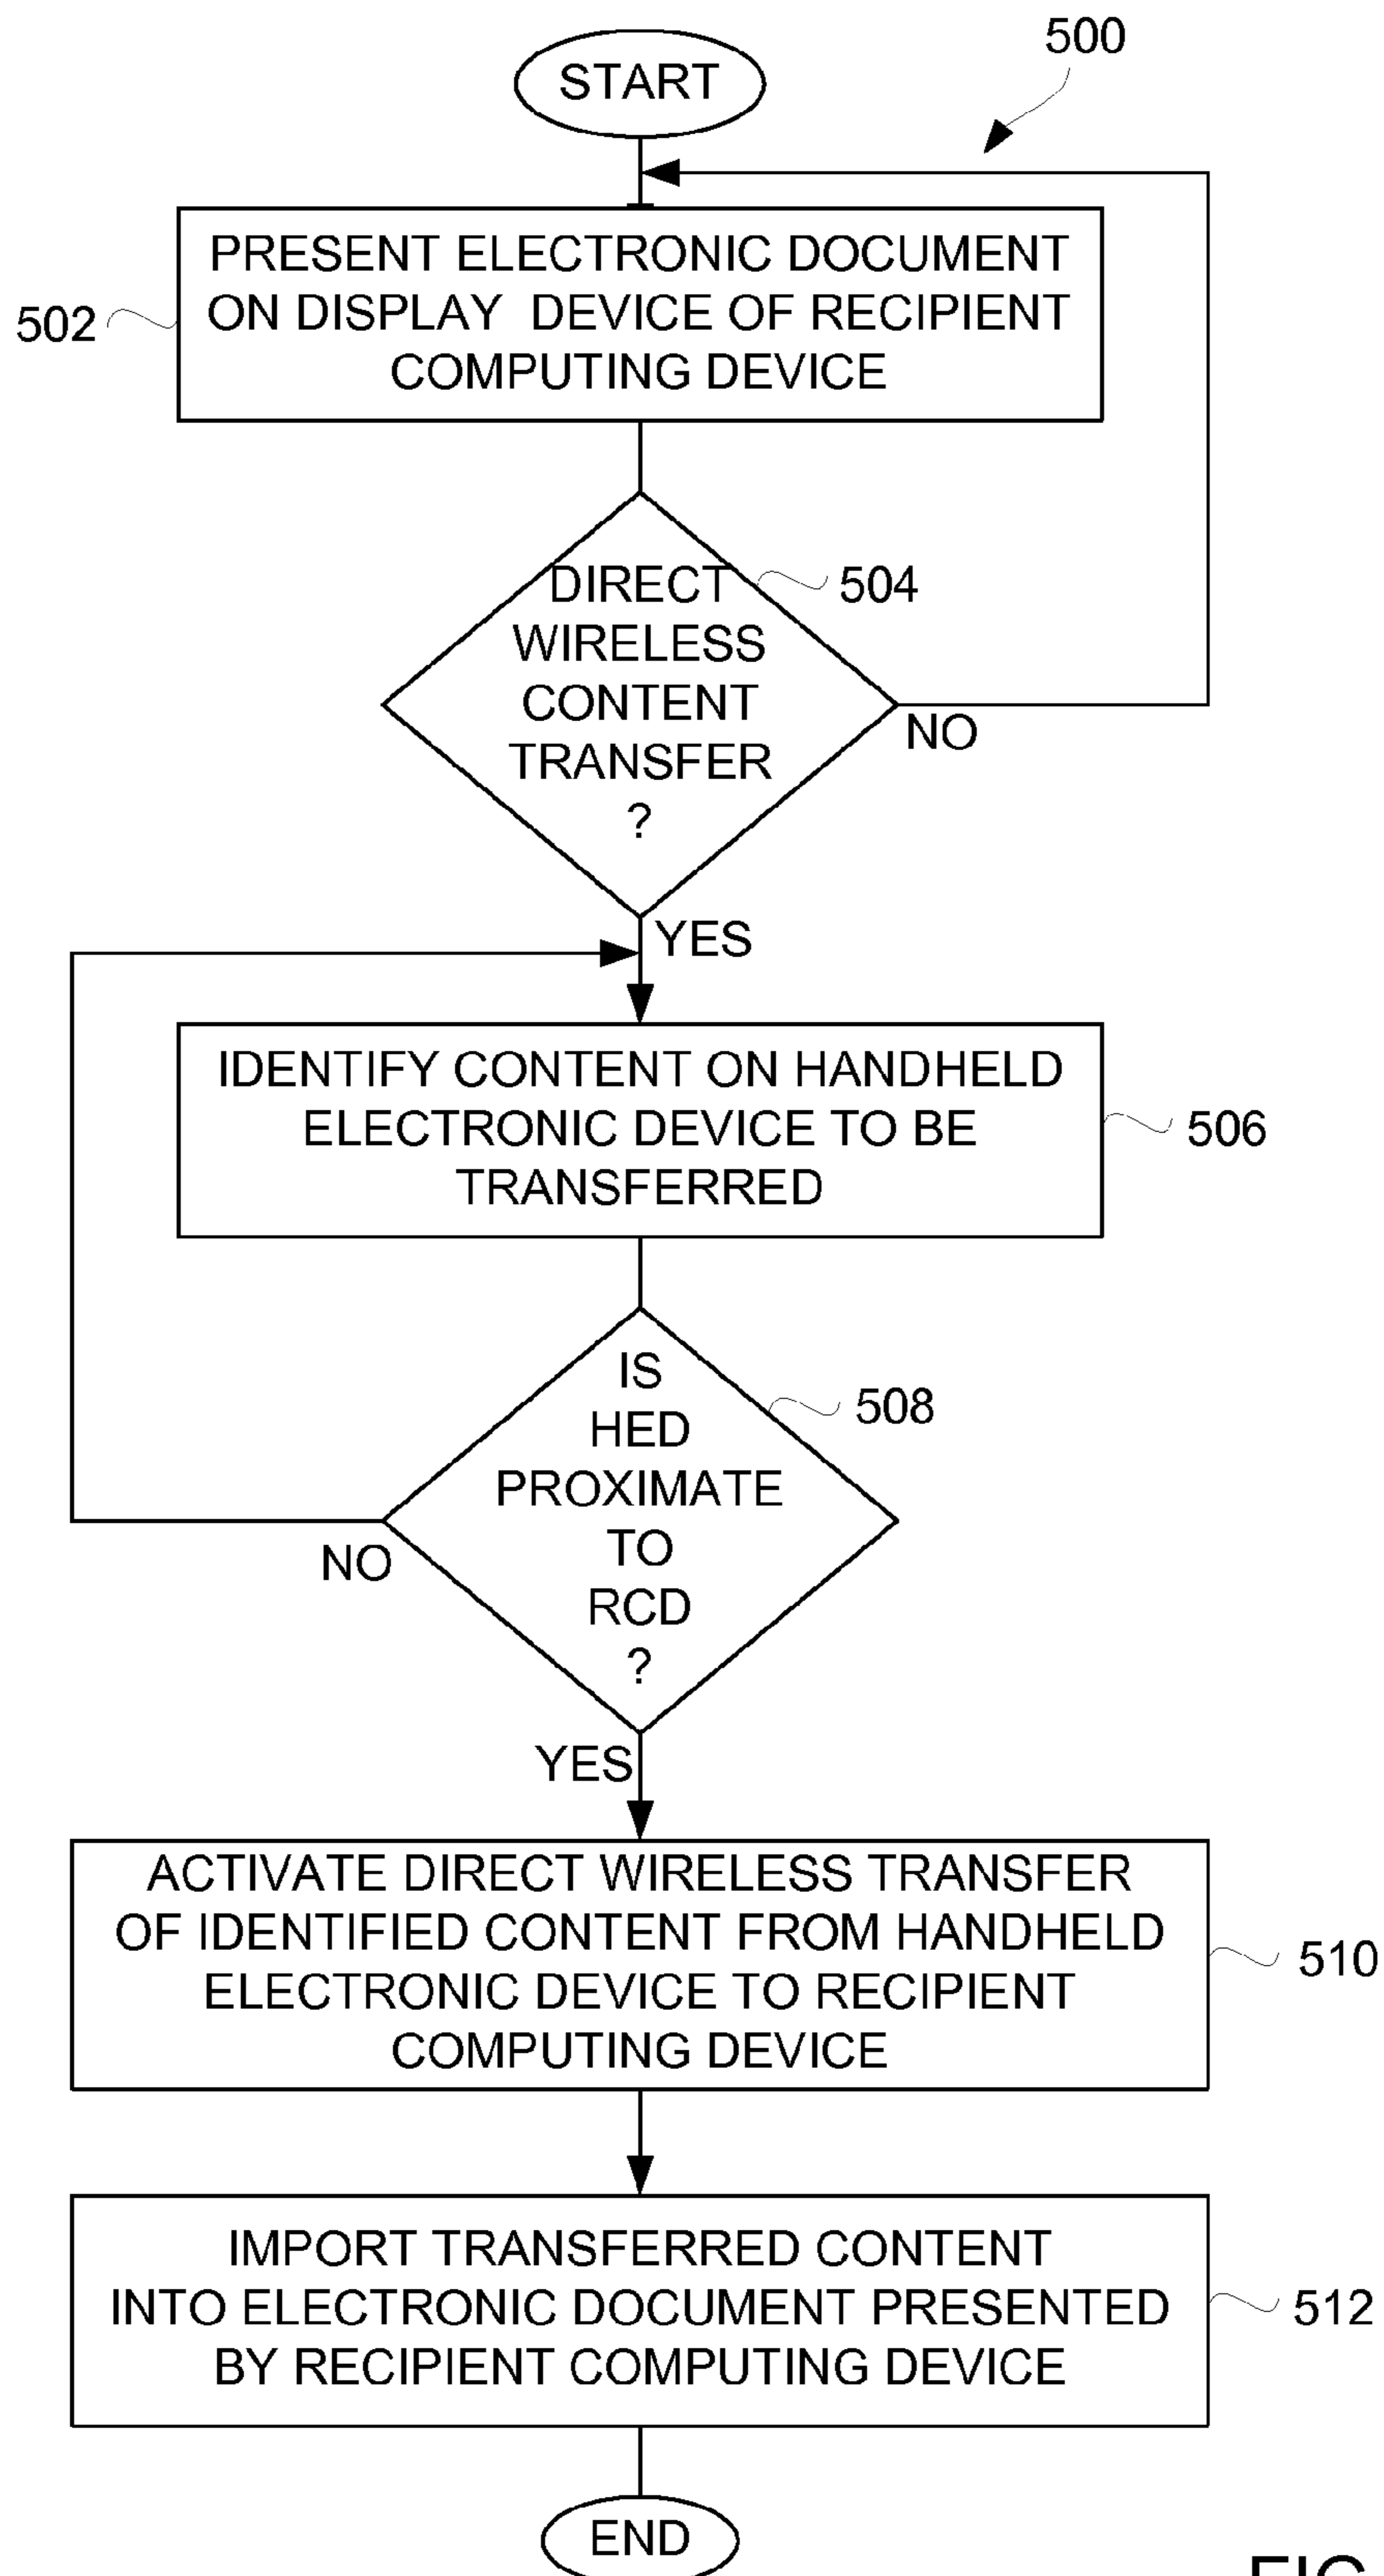 START
500
PRESENT ELECTRONIC DOCUMENT
ON DISPLAY DEVICE OF RECIPIENT
COMPUTING DEVICE
502
DIRECT
WIRELESS
CONTENT
TRANSFER
?
504
NO
YES
IDENTIFY CONTENT ON HANDHELD
ELECTRONIC DEVICE TO BE
TRANSFERRED
506
IS
HED
PROXIMATE
TO
RCD
?
508
NO
YES
ACTIVATE DIRECT WIRELESS TRANSFER
OF IDENTIFIED CONTENT FROM HANDHELD
ELECTRONIC DEVICE TO RECIPIENT
COMPUTING DEVICE
510
IMPORT TRANSFERRED CONTENT
INTO ELECTRONIC DOCUMENT PRESENTED
BY RECIPIENT COMPUTING DEVICE
512
END